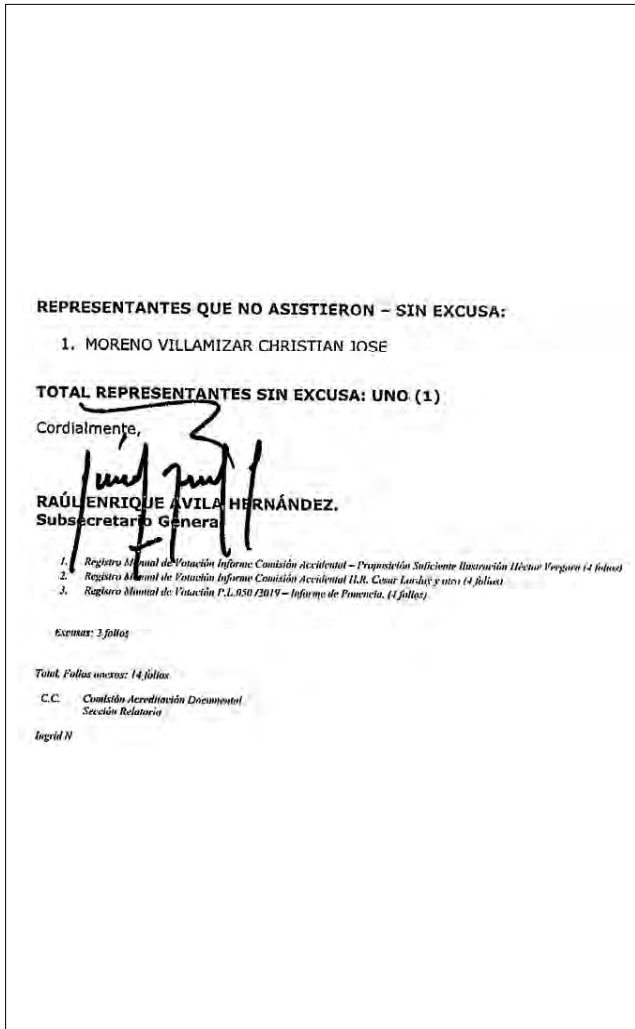 REPRESENTANTES QUE NO ASISTIERON – SIN EXCUSA:
1. MORENO VILLAMIZAR CHRISTIAN JOSE
TOTAL REPRESENTANTES SIN EXCUSA: UNO (1)
Cordialmente,
RAÚL ENRIQUE ÁVILA HERNÁNDEZ.
Subsecretario General
1. Registro Manual de Votación Informe Comisión Accidental – Proposición Suficiente Ilustración Héctor Vergara (4 folios)
2. Registro Manual de Votación Informe Comisión Accidental H.R. Cesar Lorduy y otro (4 folios)
3. Registro Manual de Votación P.L.050 /2019 – Informe de Ponencia. (4 folios)
Excusas: folios
Total, Folios anexos: 14 folios
C.C. Comisión Acreditación Documental
Sección Relatoría
Ingrid N